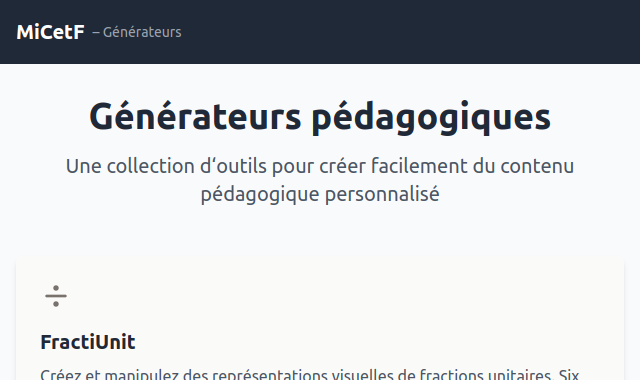 MiCetF – Générateurs
Générateurs pédagogiques
Une collection d‘outils pour créer facilement du contenu
pédagogique personnalisé
FractiUnit
Créez et manipulez des représentations visuelles de fractions unitaires. Six